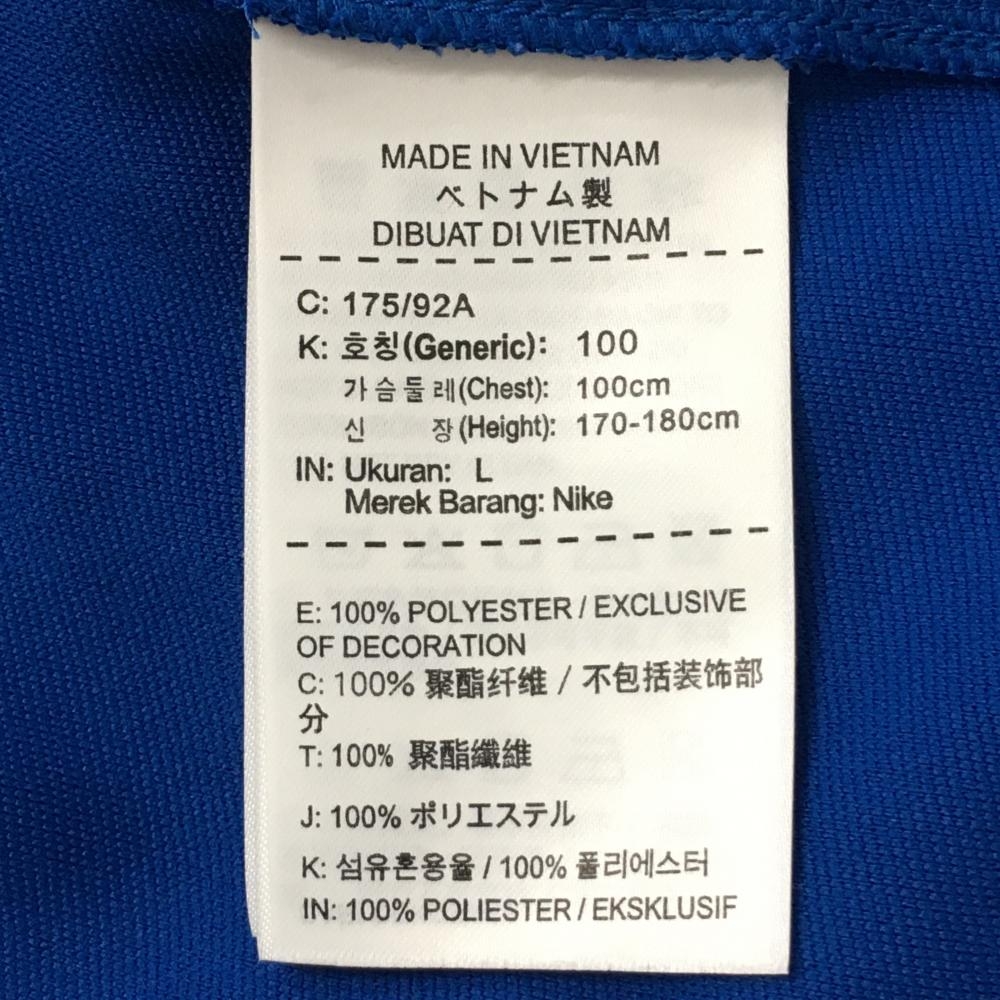 MADE IN VIETNAM
ベトナム製
DIBUAT DI VIETNAM
C: 175/92A
K: 호칭(Generic): 100
가슴둘레(Chest): 100cm
신 장(Height): 170-180cm
IN: Ukuran: L
Merek Barang: Nike
E: 100% POLYESTER / EXCLUSIVE
OF DECORATION
C: 100% 聚酯纤维 / 不包括装饰部
分
T: 100% 聚酯纖維
J: 100% ポリエステル
K: 섬유혼용율 / 100% 폴리에스터
IN: 100% POLIESTER / EKSKLUSIF